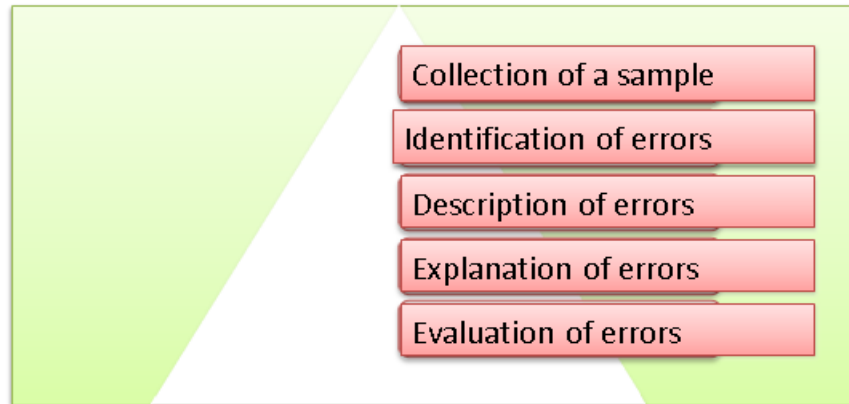 Collection of a sample
Identification of errors
Description of errors
Explanation of errors
Evaluation of errors